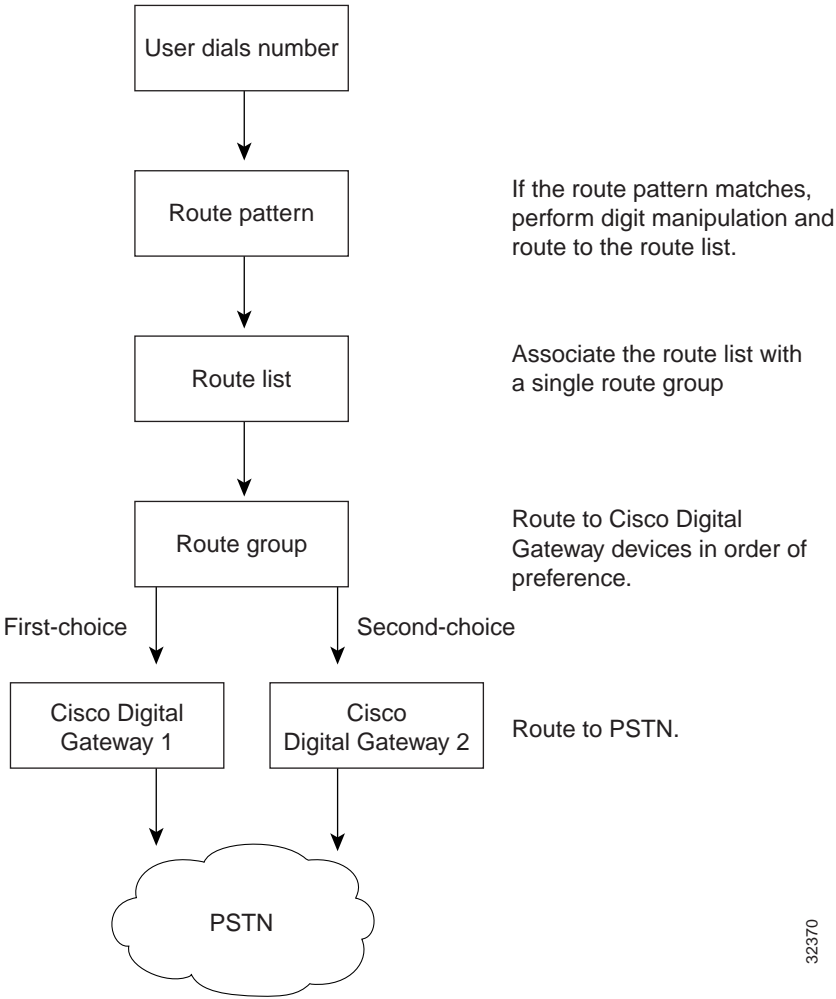 User dials number
Route pattern
If the route pattern matches,
perform digit manipulation and
route to the route list.
Route list
Associate the route list with
a single route group
Route group
Route to Cisco Digital
Gateway devices in order of
preference.
First-choice
Second-choice
Cisco Digital
Gateway 1
Cisco
Digital Gateway 2
Route to PSTN.
PSTN
32370